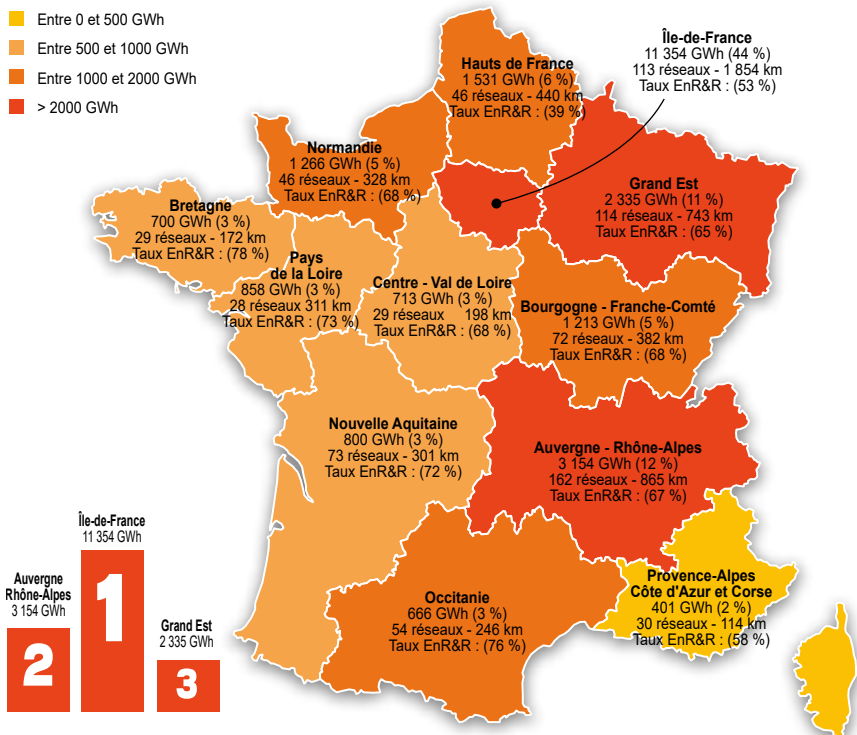 Entre 0 et 500 GWh
Entre 500 et 1000 GWh
Entre 1000 et 2000 GWh
> 2000 GWh
Île-de-France
11 354 GWh (44 %)
113 réseaux - 1 854 km
Taux EnR&R : (53 %)
Hauts de France
1 531 GWh (6 %)
46 réseaux - 440 km
Taux EnR&R : (39 %)
Normandie
1 266 GWh (5 %)
46 réseaux - 328 km
Taux EnR&R : (68 %)
Grand Est
2 335 GWh (11 %)
114 réseaux - 743 km
Taux EnR&R : (65 %)
Bretagne
700 GWh (3 %)
29 réseaux - 172 km
Taux EnR&R : (78 %)
Pays
de la Loire
858 GWh (3 %)
28 réseaux 311 km
Taux EnR&R : (73 %)
Centre - Val de Loire
713 GWh (3 %)
29 réseaux 198 km
Taux EnR&R : (68 %)
Bourgogne - Franche-Comté
1 213 GWh (5 %)
72 réseaux - 382 km
Taux EnR&R : (68 %)
Nouvelle Aquitaine
800 GWh (3 %)
73 réseaux - 301 km
Taux EnR&R : (72 %)
Auvergne - Rhône-Alpes
3 154 GWh (12 %)
162 réseaux - 865 km
Taux EnR&R : (67 %)
Occitanie
666 GWh (3 %)
54 réseaux - 246 km
Taux EnR&R : (76 %)
Provence-Alpes
Côte d'Azur et Corse
401 GWh (2 %)
30 réseaux - 114 km
Taux EnR&R : (58 %)
Île-de-France
11 354 GWh
1
Auvergne
Rhône-Alpes
3 154 GWh
2
Grand Est
2 335 GWh
3